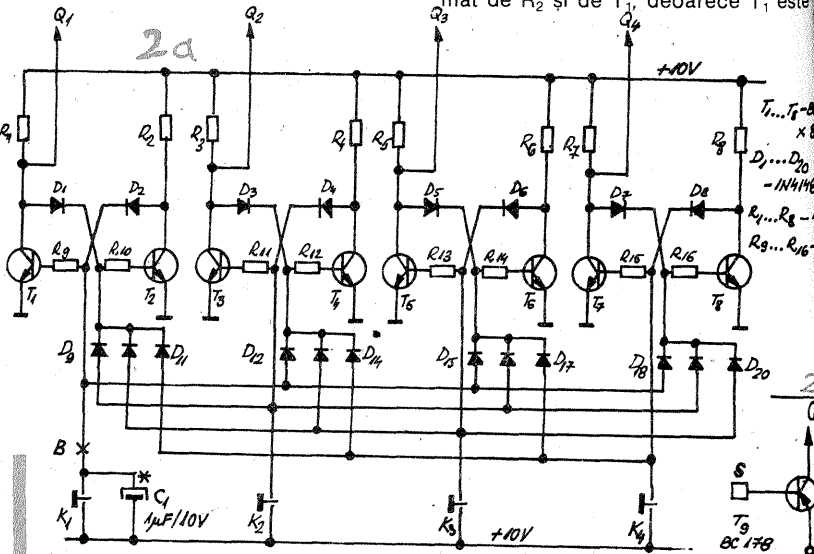 mat de R₂ și de T₁, deoarece T₁ este
Q₁ Q₂ Q₃ Q₄
2a
+10V
R₁ R₂ R₃ R₄ R₅ R₆ R₇ R₈
T₁...T₈-
D₁...D₂₀
-1N4148
R₁...R₈-
R₉...R₁₆-
D₁ D₂ D₃ D₄ D₅ D₆ D₇ D₈
R₉ R₁₀ R₁₁ R₁₂ R₁₃ R₁₄ R₁₅ R₁₆
T₁ T₂ T₃ T₄ T₅ T₆ T₇ T₈
D₉ D₁₁ D₁₂ D₁₄ D₁₅ D₁₇ D₁₈ D₂₀
B
*
K₁ C₁ K₂ K₃ K₄
1µF/10V
S
T₉
BC 178
+10V